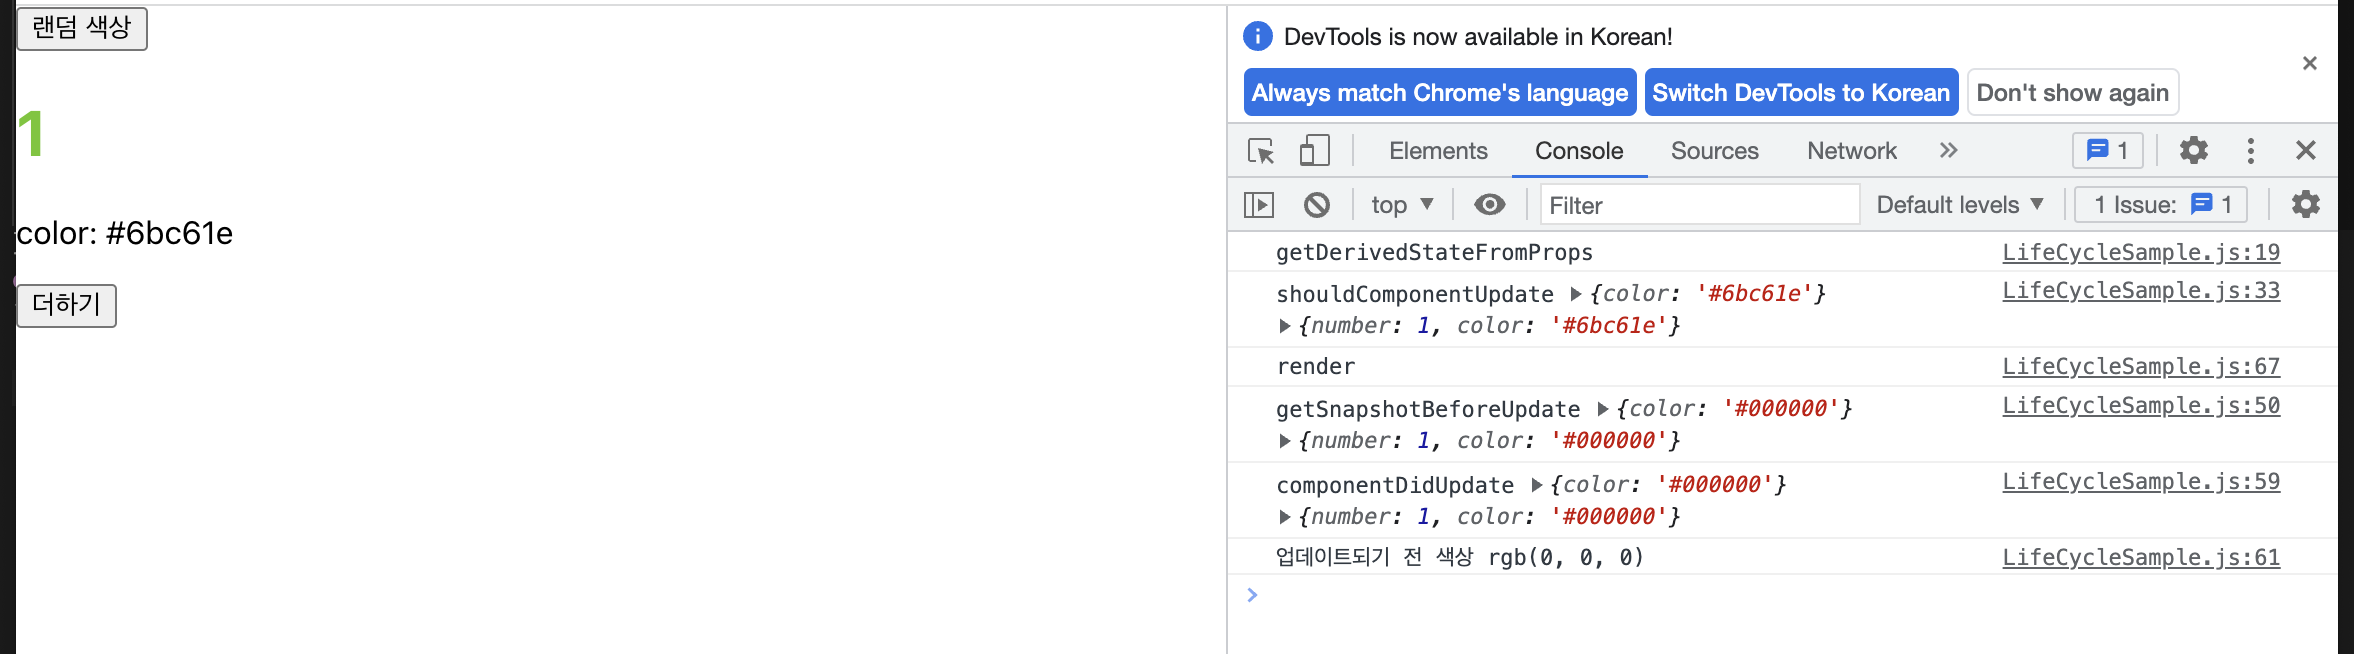 랜덤 색상
1
color: #6bc61e
더하기
DevTools is now available in Korean!
Always match Chrome's language Switch DevTools to Korean Don't show again
Elements Console Sources Network 1
top Filter Default levels 1 Issue: 1
getDerivedStateFromProps LifeCycleSample.js:19
shouldComponentUpdate {color: '#6bc61e'} LifeCycleSample.js:33
{number: 1, color: '#6bc61e'}
render LifeCycleSample.js:67
getSnapshotBeforeUpdate {color: '#000000'} LifeCycleSample.js:50
{number: 1, color: '#000000'}
componentDidUpdate {color: '#000000'} LifeCycleSample.js:59
{number: 1, color: '#000000'}
업데이트되기 전 색상 rgb(0, 0, 0) LifeCycleSample.js:61